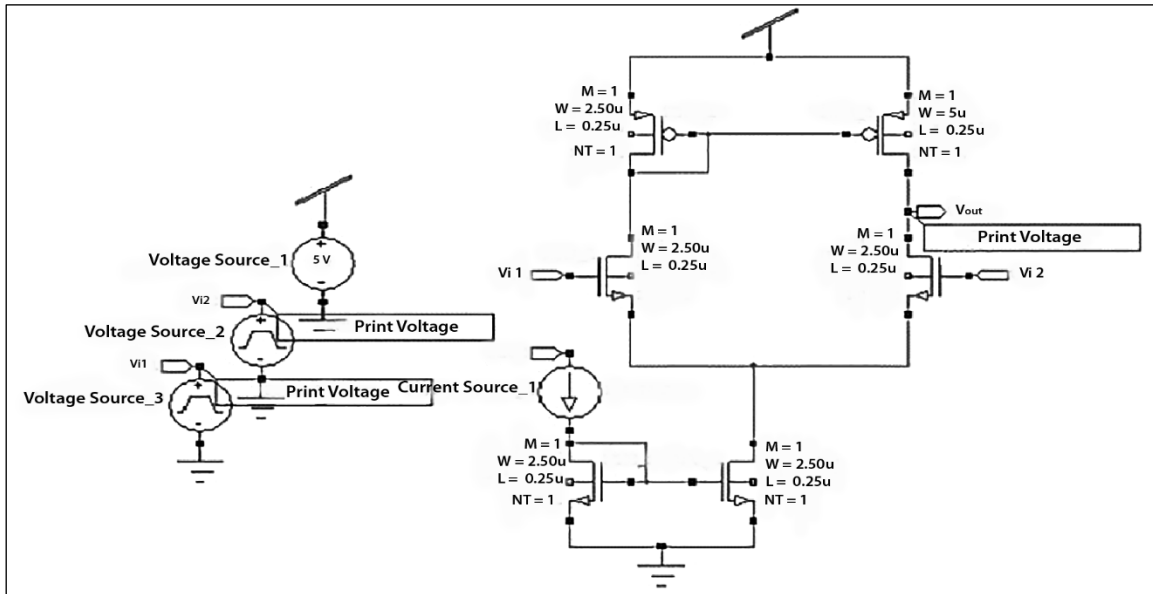 M = 1
W = 2.50u
L = 0.25u
NT = 1
M = 1
W = 5u
L = 0.25u
NT = 1
Vout
Print Voltage
M = 1
W = 2.50u
L = 0.25u
Vi 1
M = 1
W = 2.50u
L = 0.25u
Vi 2
Voltage Source_1
+
5 V
-
Vi2
Print Voltage
Voltage Source_2
+
-
Vi1
Print Voltage
Voltage Source_3
+
-
Current Source_1
M = 1
W = 2.50u
L = 0.25u
NT = 1
M = 1
W = 2.50u
L = 0.25u
NT = 1